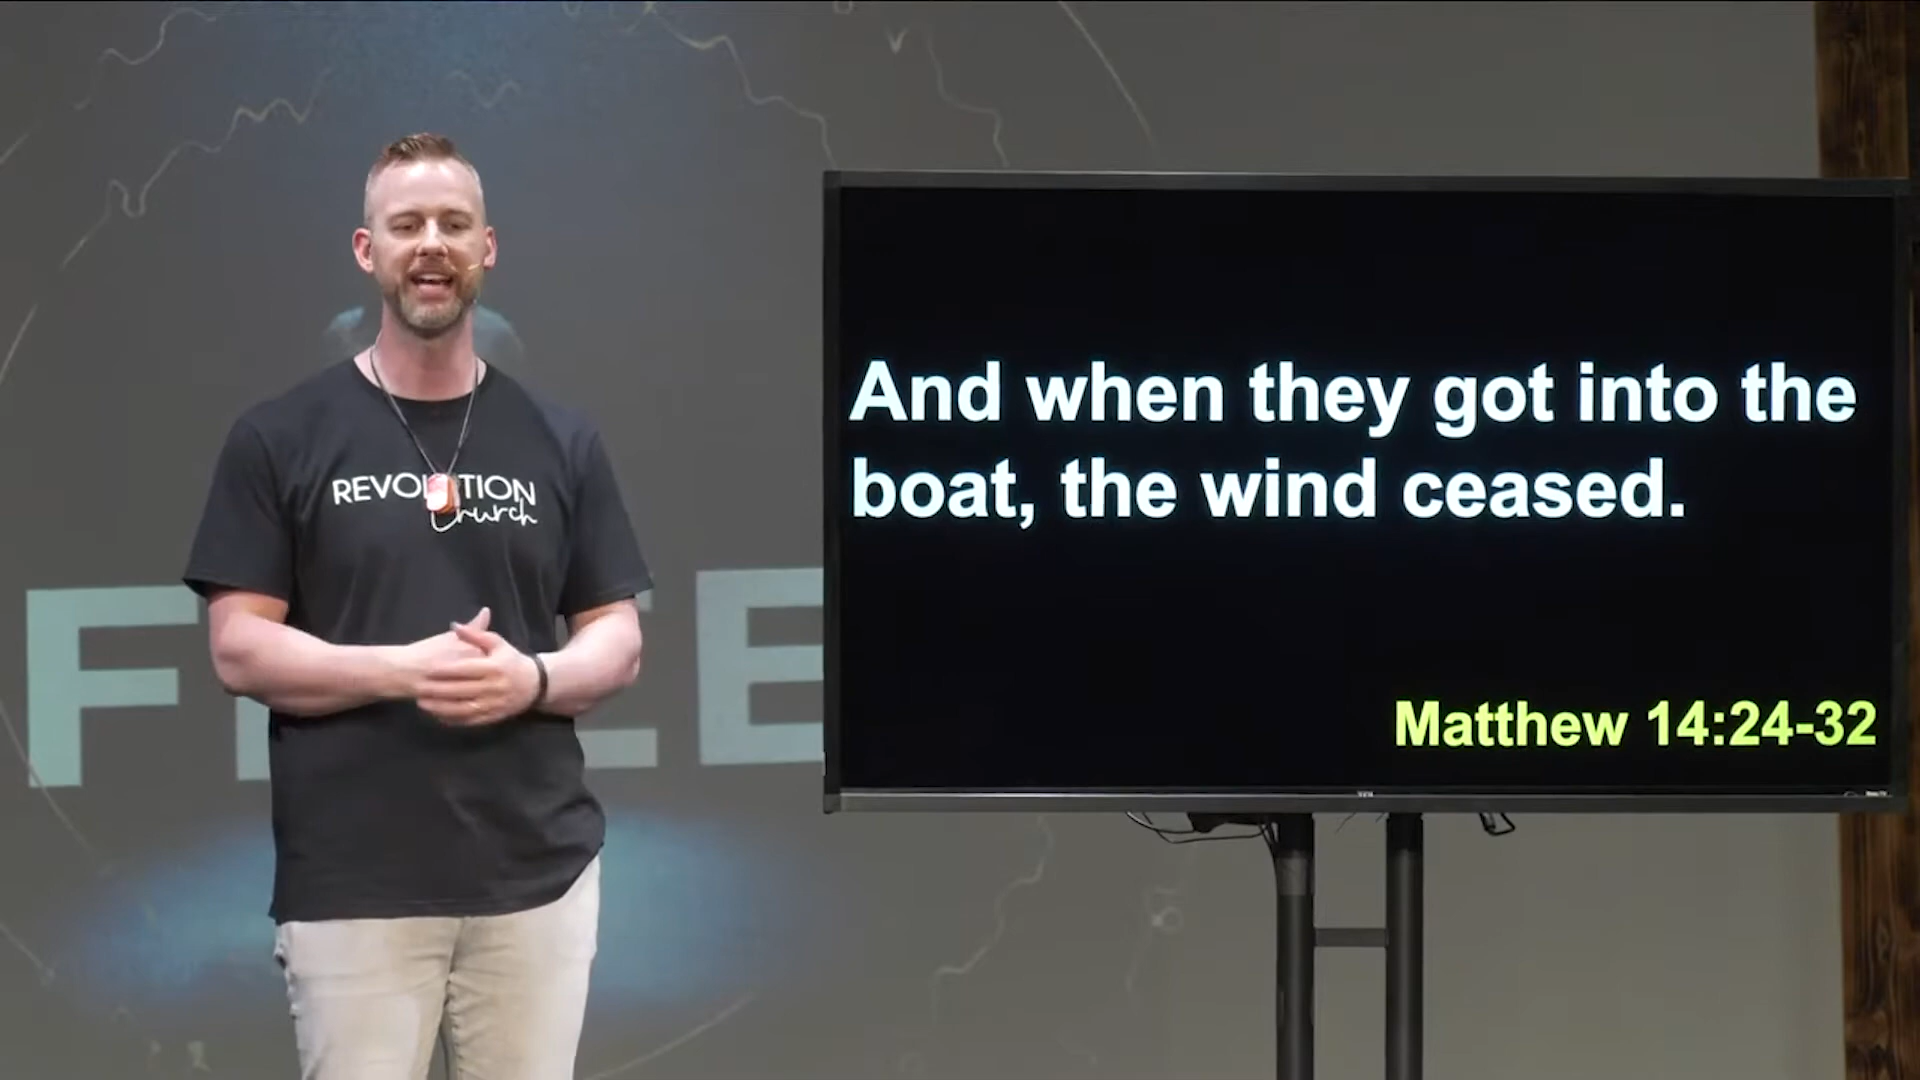 REVOLUTION
Church
And when they got into the
boat, the wind ceased.
Matthew 14:24-32